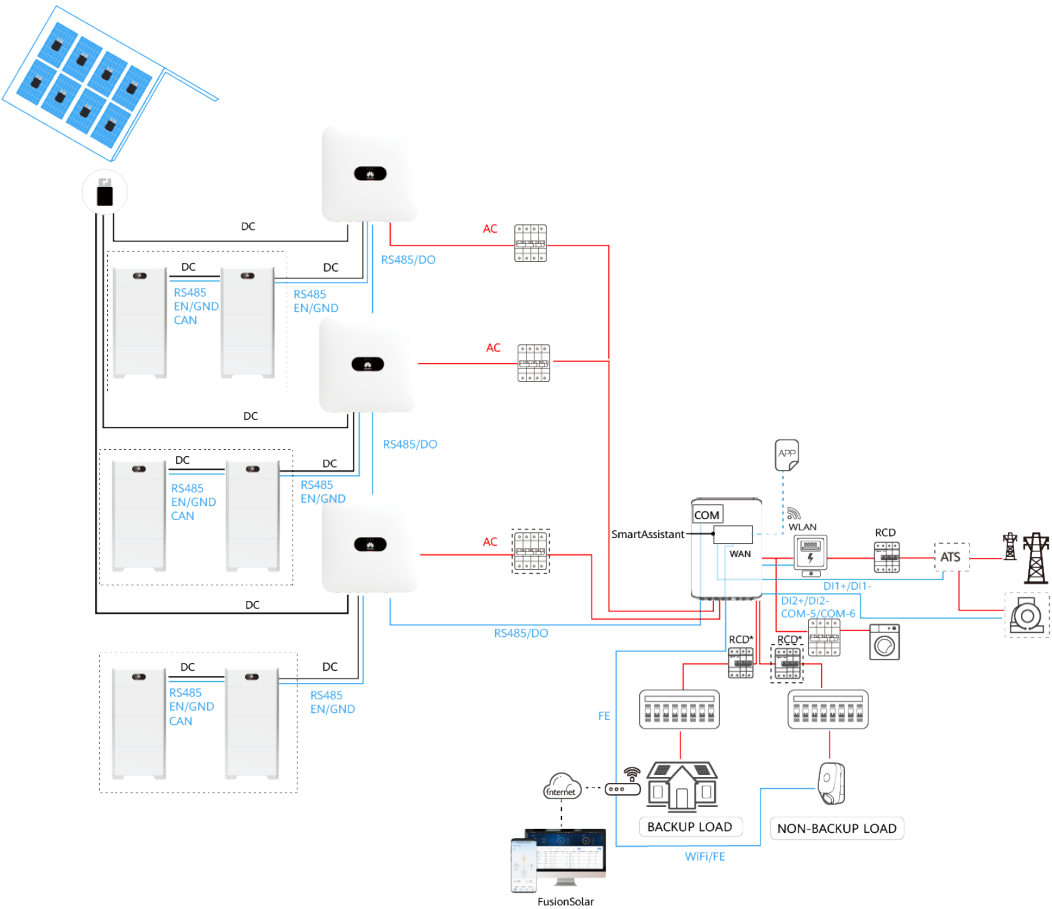 DC
AC
RS485/DO
DC
DC
RS485
EN/GND
CAN
RS485
EN/GND
AC
DC
RS485/DO
DC
DC
RS485
EN/GND
CAN
RS485
EN/GND
APP
COM
WLAN
SmartAssistant
WAN
RCD
ATS
AC
DI1+/DI1-
DI2+/DI2-
COM-5/COM-6
DC
RS485/DO
RCD*
RCD*
DC
DC
RS485
EN/GND
CAN
RS485
EN/GND
FE
Internet
BACKUP LOAD
NON-BACKUP LOAD
WiFi/FE
FusionSolar